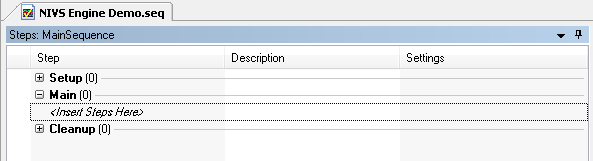 NIVS Engine Demo.seq
Steps: MainSequence
Step Description Settings
Setup (0)
Main (0)
<Insert Steps Here>
Cleanup (0)